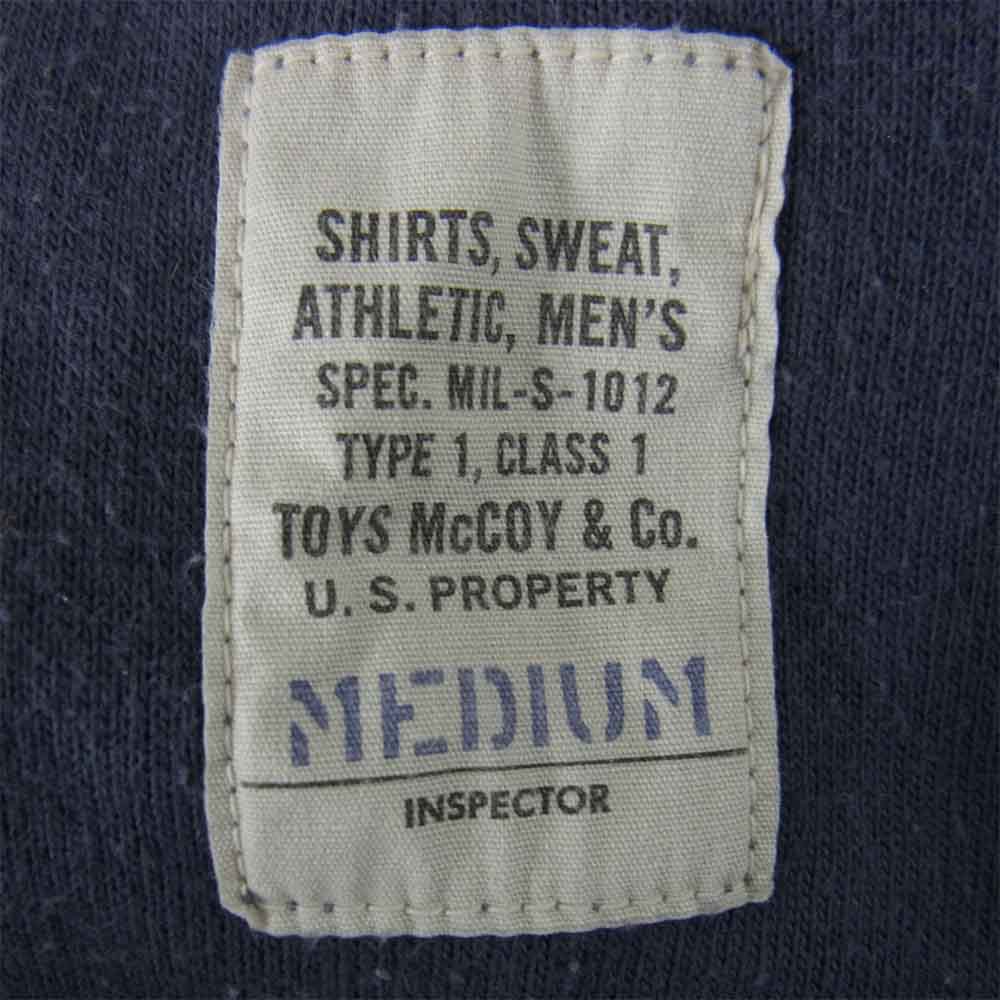 SHIRTS, SWEAT,
ATHLETIC, MEN'S
SPEC. MIL-S-1012
TYPE 1, CLASS 1
TOYS McCOY & Co.
U. S. PROPERTY
MEDIUM
INSPECTOR